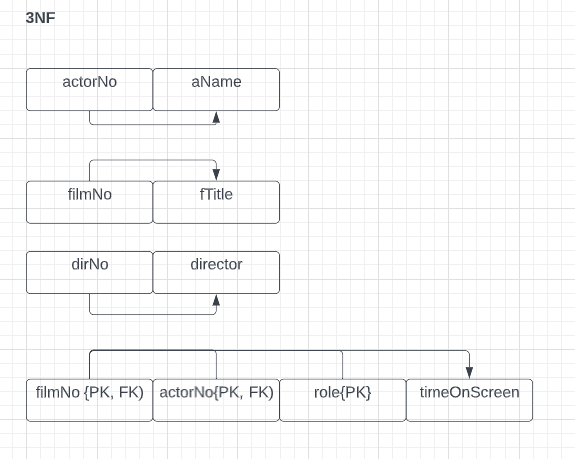 3NF
actorNo aName
filmNo fTitle
dirNo director
filmNo {PK, FK) actorNo{PK, FK) role{PK} timeOnScreen